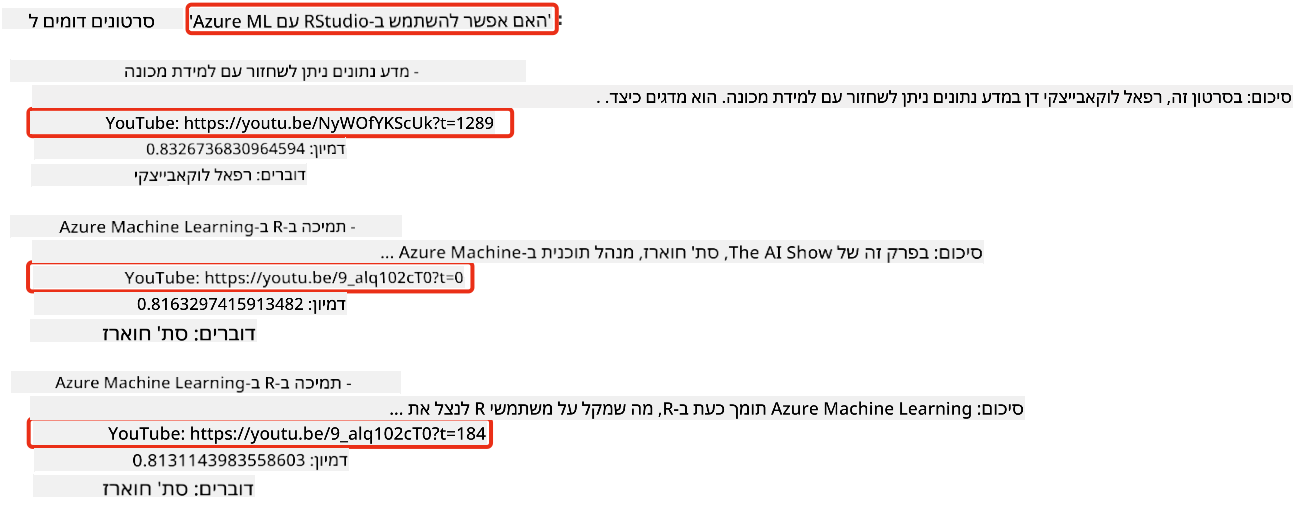 סרטונים דומים ל 'האם אפשר להשתמש ב-RStudio עם Azure ML':
- מדע נתונים ניתן לשחזור עם למידת מכונה
סיכום: בסרטון זה, רפאל לוקאבייצקי דן במדע נתונים ניתן לשחזור עם למידת מכונה. הוא מדגים כיצד. .
YouTube: https://youtu.be/NyWOfYKScUk?t=1289
דמיון: 0.8326736830964594
דוברים: רפאל לוקאבייצקי
- תמיכה ב-R ב-Azure Machine Learning
סיכום: בפרק זה של The AI Show, סת' חוארז, מנהל תוכנית ב-Azure Machine ...
YouTube: https://youtu.be/9_alq102cT0?t=0
דמיון: 0.8163297415913482
דוברים: סת' חוארז
- תמיכה ב-R ב-Azure Machine Learning
סיכום: Azure Machine Learning תומך כעת ב-R, מה שמקל על משתמשי R לנצל את ...
YouTube: https://youtu.be/9_alq102cT0?t=184
דמיון: 0.8131143983558603
דוברים: סת' חוארז